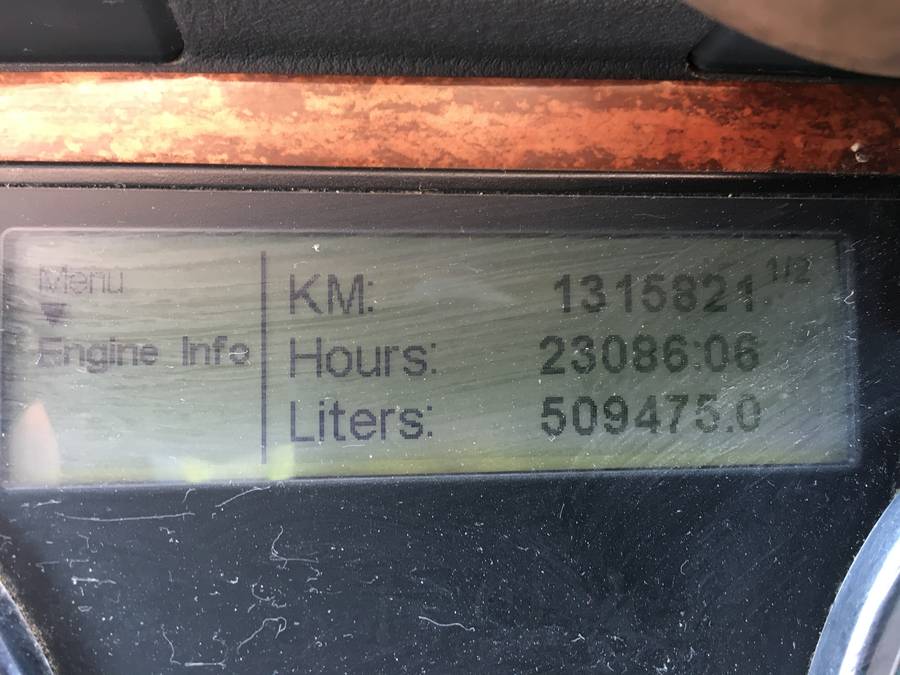 Menu
Engine Info
KM: 1315821 1/2
Hours: 23086:06
Liters: 509475.0